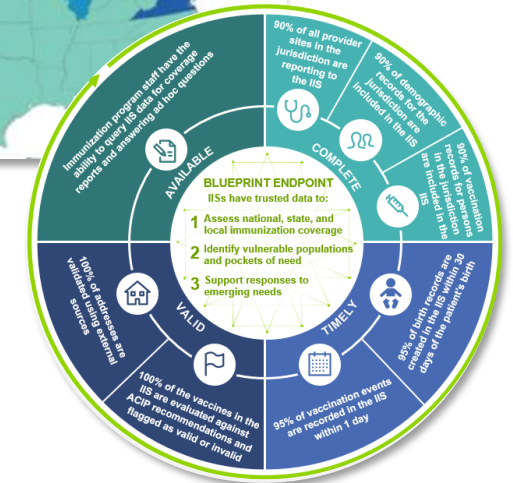 Immunization program staff have the
ability to query IIS data for coverage
reports and answering ad hoc questions
AVAILABLE
90% of all provider
sites in the
jurisdiction are
reporting to
the IIS
90% of demographic
records for the
jurisdiction are
included in the IIS
90% of vaccination
records for persons
in the jurisdiction
are included in the
IIS
COMPLETE
BLUEPRINT ENDPOINT
IISs have trusted data to:
1 Assess national, state, and
local immunization coverage
2 Identify vulnerable populations
and pockets of need
3 Support responses to
emerging needs
95% of birth records are
created in the IIS within 30
days of the patient's birth
TIMELY
95% of vaccination events
are recorded in the IIS
within 1 day
100% of the vaccines in the
IIS are evaluated against
ACIP recommendations and
flagged as valid or invalid
VALID
100% of addresses are
validated using external
sources